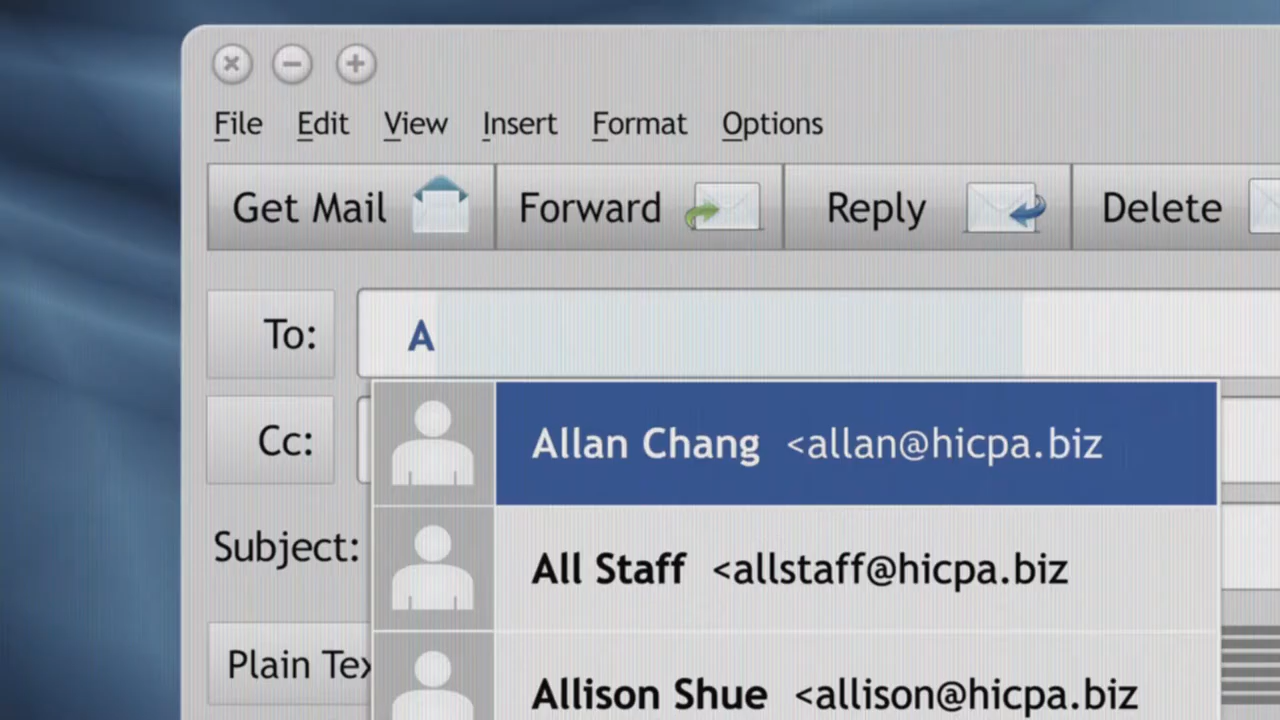 File Edit View Insert Format Options
Get Mail Forward Reply Delete
To: A
Allan Chang <allan@hicpa.biz
Cc:
All Staff <allstaff@hicpa.biz
Subject:
Allison Shue <allison@hicpa.biz
Plain Tex